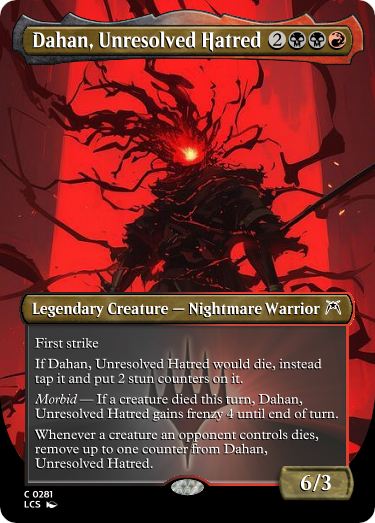 Dahan, Unresolved Hatred 2
Legendary Creature — Nightmare Warrior
First strike
If Dahan, Unresolved Hatred would die, instead
tap it and put 2 stun counters on it.
Morbid — If a creature died this turn, Dahan,
Unresolved Hatred gains frenzy 4 until end of turn.
Whenever a creature an opponent controls dies,
remove up to one counter from Dahan,
Unresolved Hatred.
6/3
C 0281
LCS